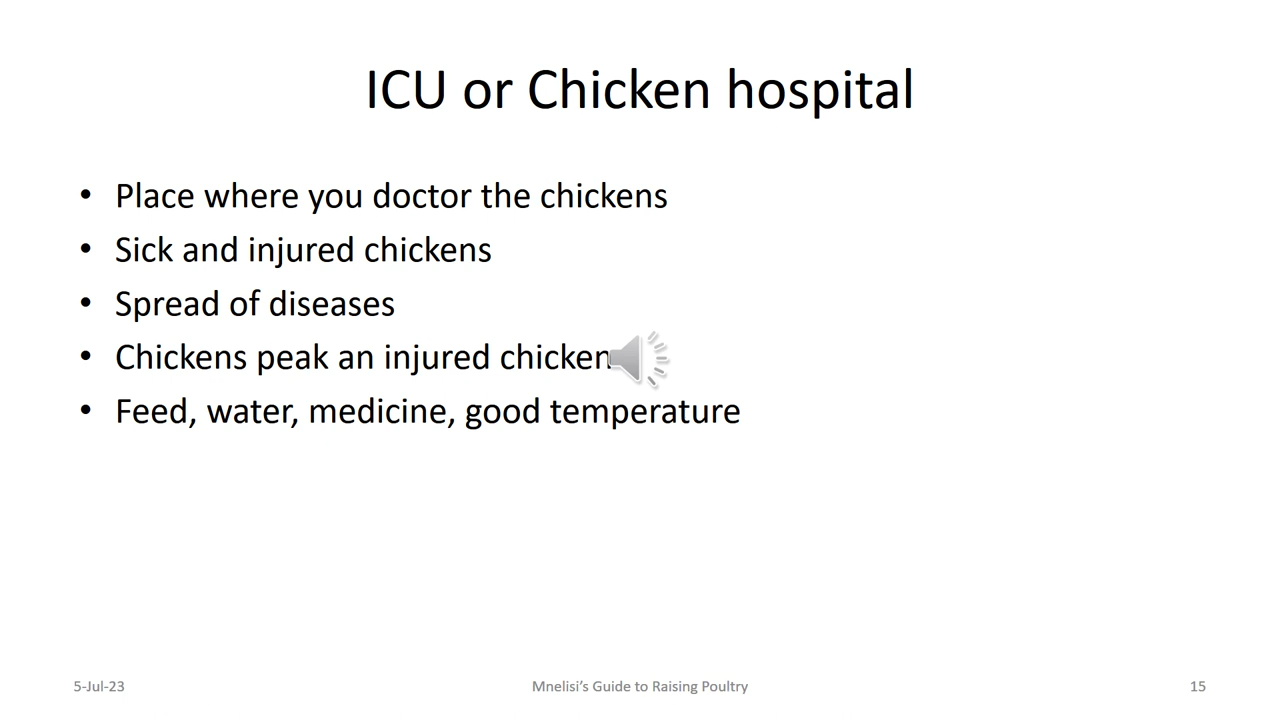 ICU or Chicken hospital
• Place where you doctor the chickens
• Sick and injured chickens
• Spread of diseases
• Chickens peak an injured chicken
• Feed, water, medicine, good temperature
5-Jul-23
Mnelisi’s Guide to Raising Poultry
15